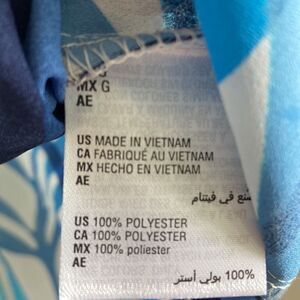 MX G
AE
US MADE IN VIETNAM
CA FABRIQUÉ AU VIETNAM
MX HECHO EN VIETNAM
AE
صنع في فيتنام
US 100% POLYESTER
CA 100% POLYESTER
MX 100% poliester
AE
100% بولي أستر